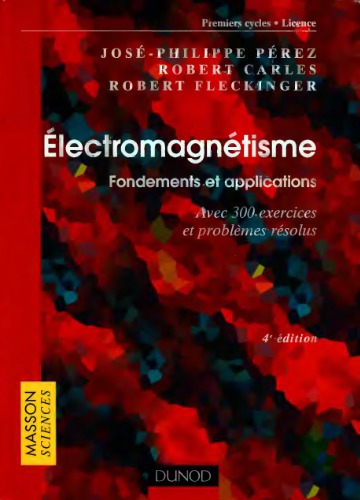 Premiers cycles • Licence
JOSÉ-PHILIPPE PÉREZ
ROBERT CARLES
ROBERT FLECKINGER
Électromagnétisme
Fondements et applications
Avec 300 exercices
et problèmes résolus
4e édition
MASSON
SCIENCES
DUNOD